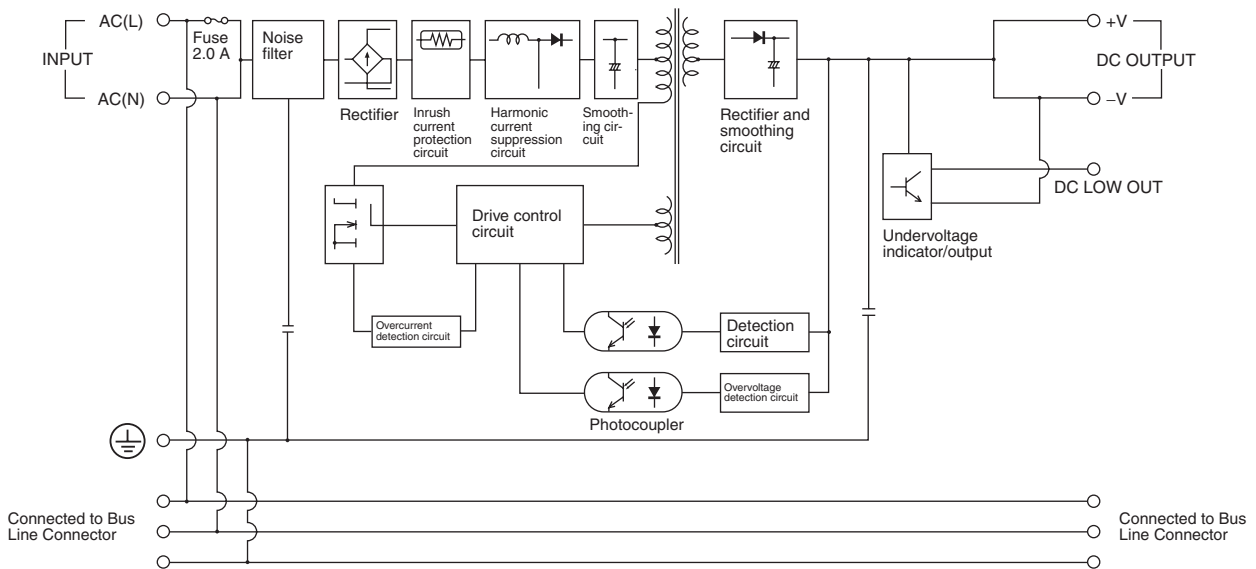 AC(L)
INPUT
AC(N)
Fuse
2.0 A
Noise
filter
Rectifier
Inrush
current
protection
circuit
Harmonic
current
suppression
circuit
Smooth-
ing cir-
cuit
Rectifier and
smoothing
circuit
+V
DC OUTPUT
–V
DC LOW OUT
Undervoltage
indicator/output
Drive control
circuit
Overcurrent
detection circuit
Detection
circuit
Overvoltage
detection circuit
Photocoupler
Connected to Bus
Line Connector
Connected to Bus
Line Connector